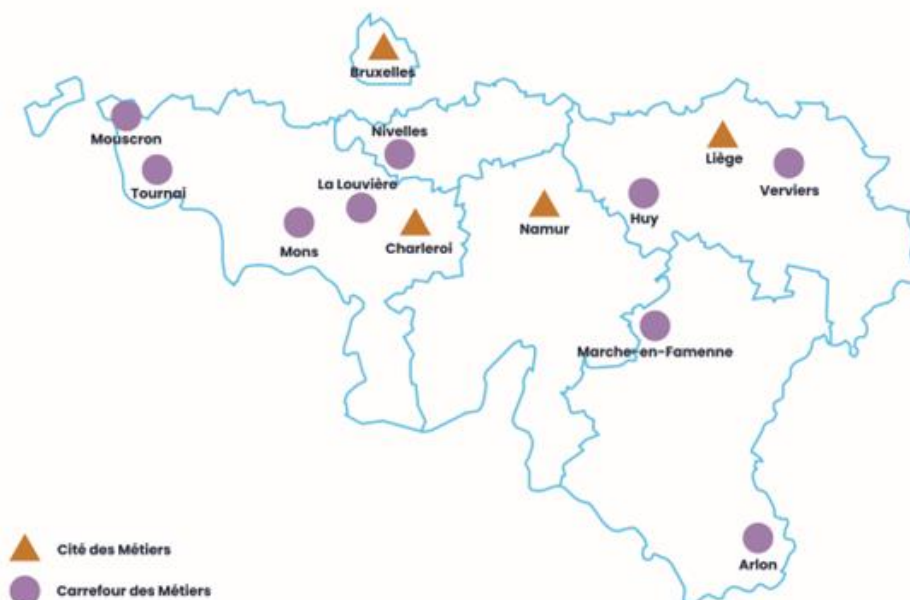 Bruxelles
Mouscron
Nivelles
Tournai
La Louvière
Liège
Verviers
Huy
Namur
Mons
Charleroi
Marche-en-Famenne
Cité des Métiers
Arlon
Carrefour des Métiers